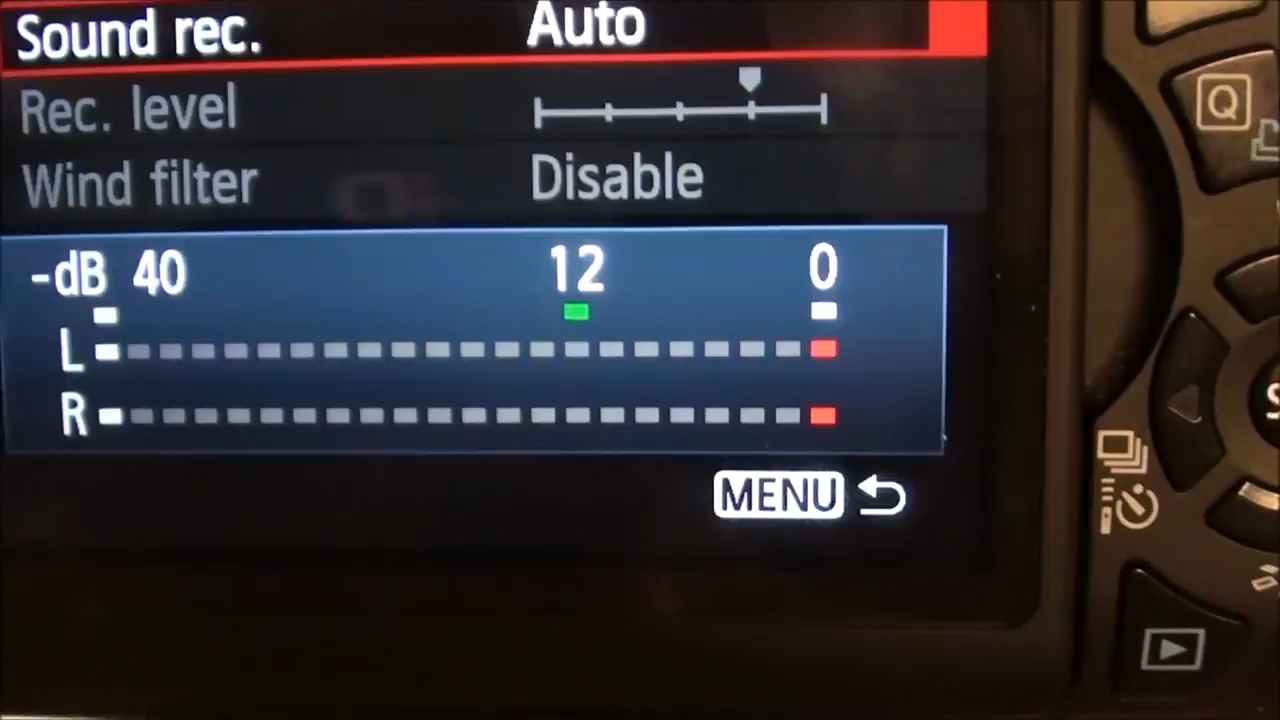 Sound rec. Auto
Rec. level
Wind filter Disable
-dB 40 12 0
L
R
MENU
Q